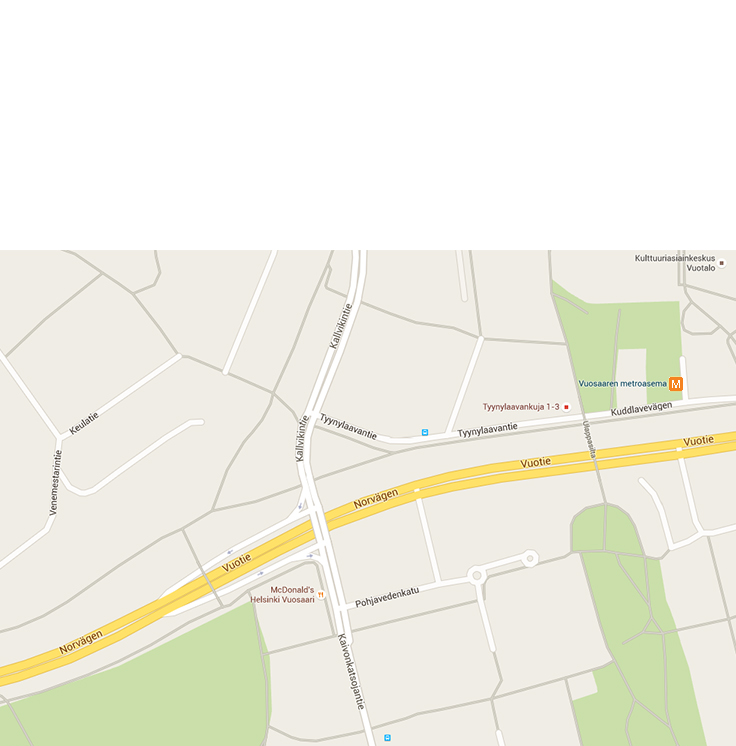 Kulttuuriasiainkeskus
Vuotalo
Kallvikintie
Vuosaaren metroasema
M
Tyynylaavankuja 1-3
Kuddlavevägen
Keulatie
Kallvikintie
Tyynylaavantie
Tyynylaavantie
Ulappasilta
Vuotie
Vuotie
Venemestarintie
Norvägen
Vuotie
McDonald's
Helsinki Vuosaari
Pohjavedenkatu
Norvägen
Kaivonkatsojantie